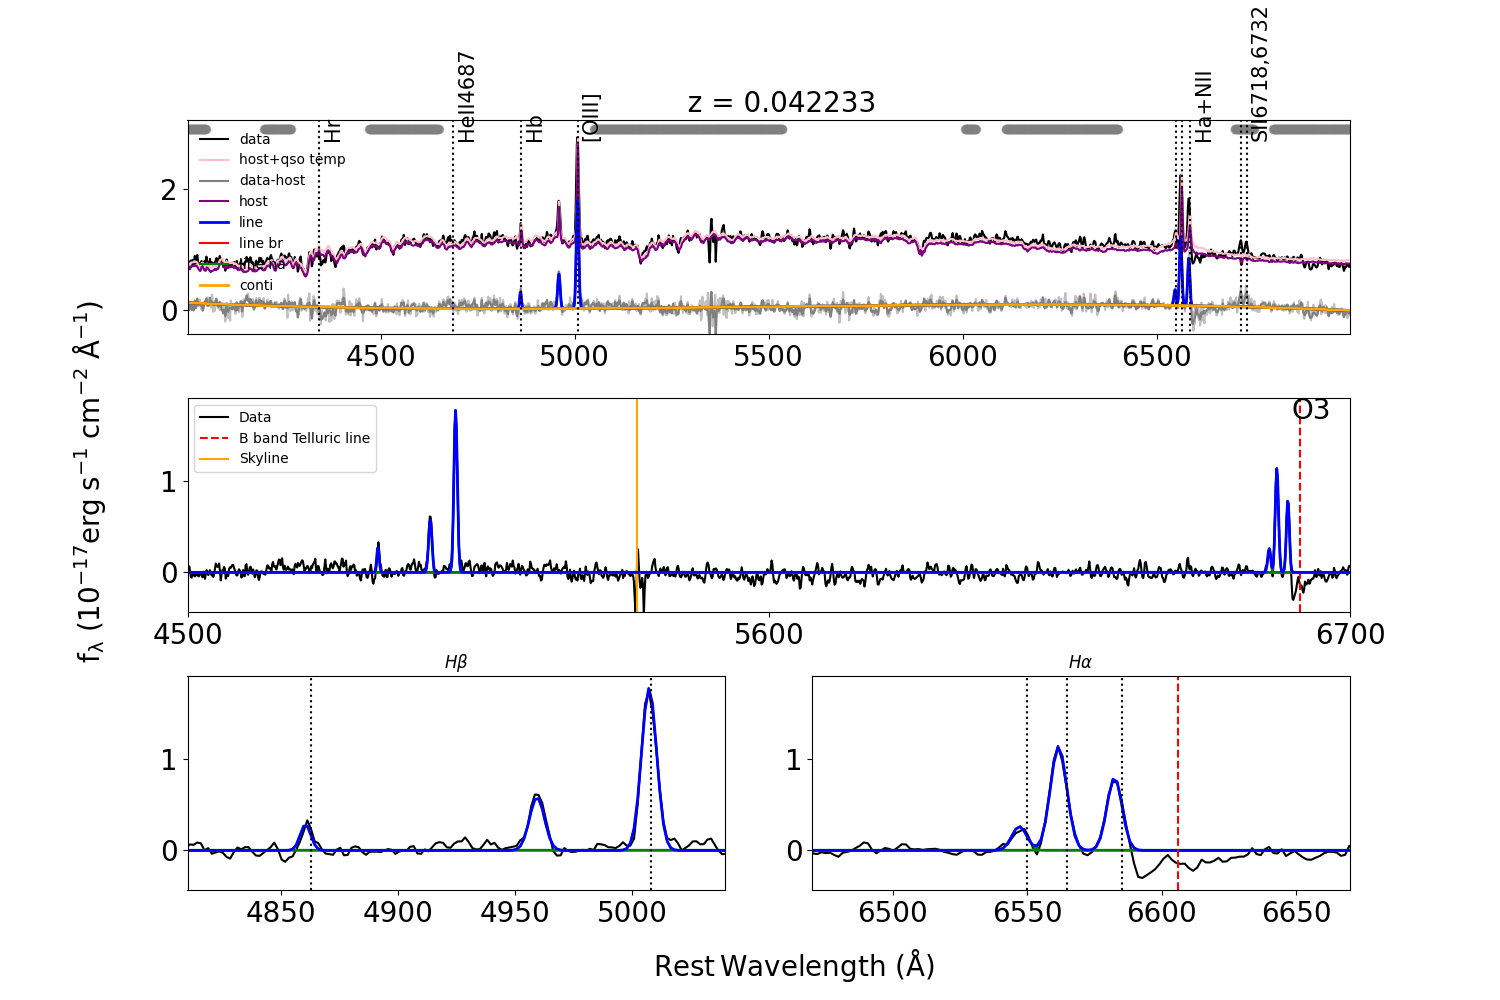 z = 0.042233
Hr
HeII4687
Hb
[OIII]
Ha+NII
SII6718,6732
data
host+qso temp
data-host
host
line
line br
conti
2
0
4500
5000
5500
6000
6500
fλ (10⁻¹⁷erg s⁻¹ cm⁻² Å⁻¹)
Data
B band Telluric line
Skyline
O3
1
0
4500
5600
6700
Hβ
1
0
4850
4900
4950
5000
Hα
1
0
6500
6550
6600
6650
Rest Wavelength (Å)